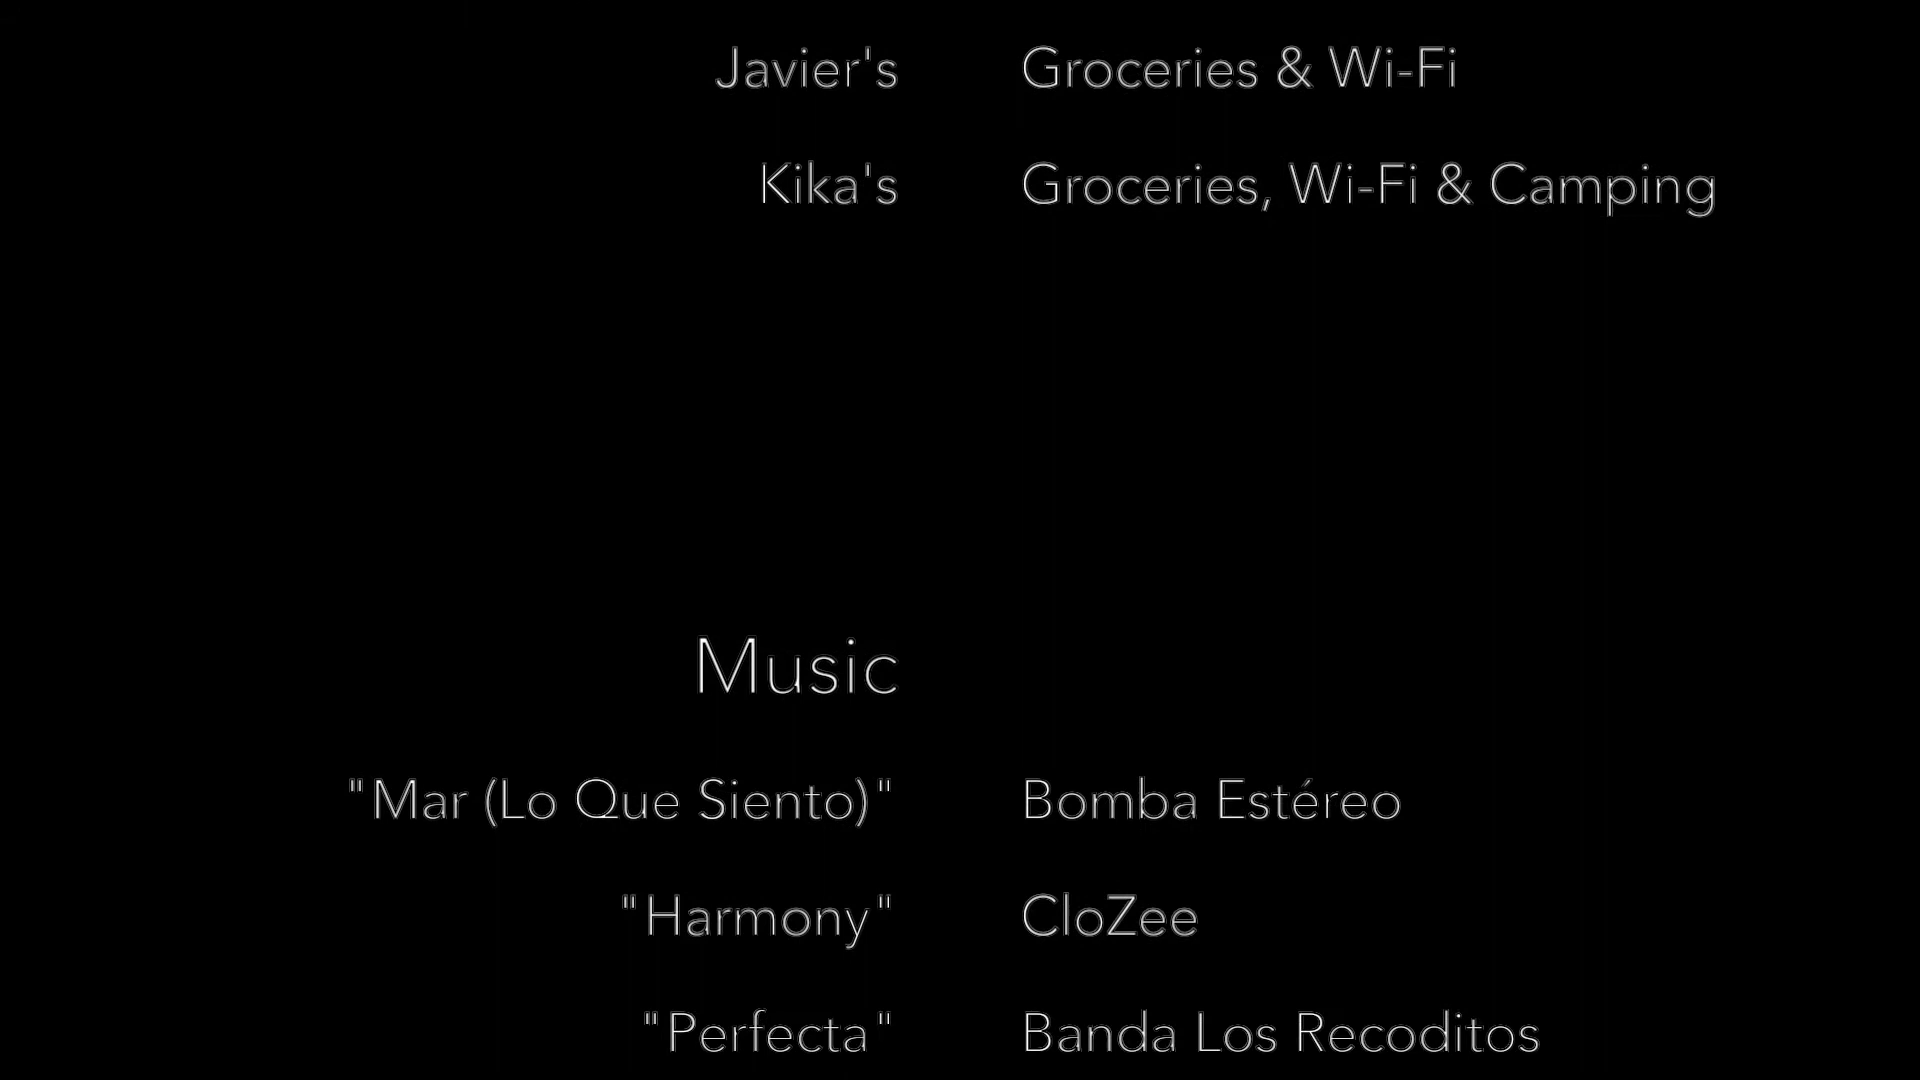 Javier's Groceries & Wi-Fi
Kika's Groceries, Wi-Fi & Camping
Music
"Mar (Lo Que Siento)" Bomba Estéreo
"Harmony" CloZee
"Perfecta" Banda Los Recoditos